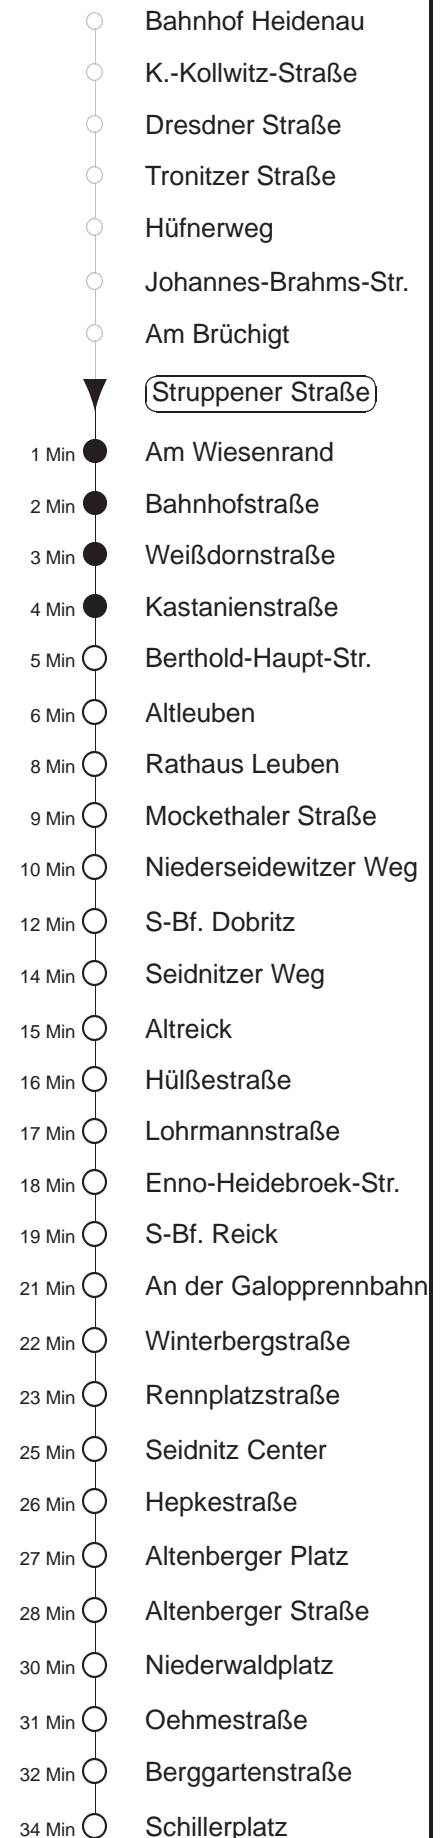 Bahnhof Heidenau
K.-Kollwitz-Straße
Dresdner Straße
Tronitzer Straße
Hüfnerweg
Johannes-Brahms-Str.
Am Brüchigt
Struppener Straße
1 Min Am Wiesenrand
2 Min Bahnhofstraße
3 Min Weißdornstraße
4 Min Kastanienstraße
5 Min Berthold-Haupt-Str.
6 Min Altleuben
8 Min Rathaus Leuben
9 Min Mockethaler Straße
10 Min Niederseidewitzer Weg
12 Min S-Bf. Dobritz
14 Min Seidnitzer Weg
15 Min Altreick
16 Min Hülßestraße
17 Min Lohrmannstraße
18 Min Enno-Heidebroek-Str.
19 Min S-Bf. Reick
21 Min An der Galopprennbahn
22 Min Winterbergstraße
23 Min Rennplatzstraße
25 Min Seidnitz Center
26 Min Hepkestraße
27 Min Altenberger Platz
28 Min Altenberger Straße
30 Min Niederwaldplatz
31 Min Oehmestraße
32 Min Berggartenstraße
34 Min Schillerplatz